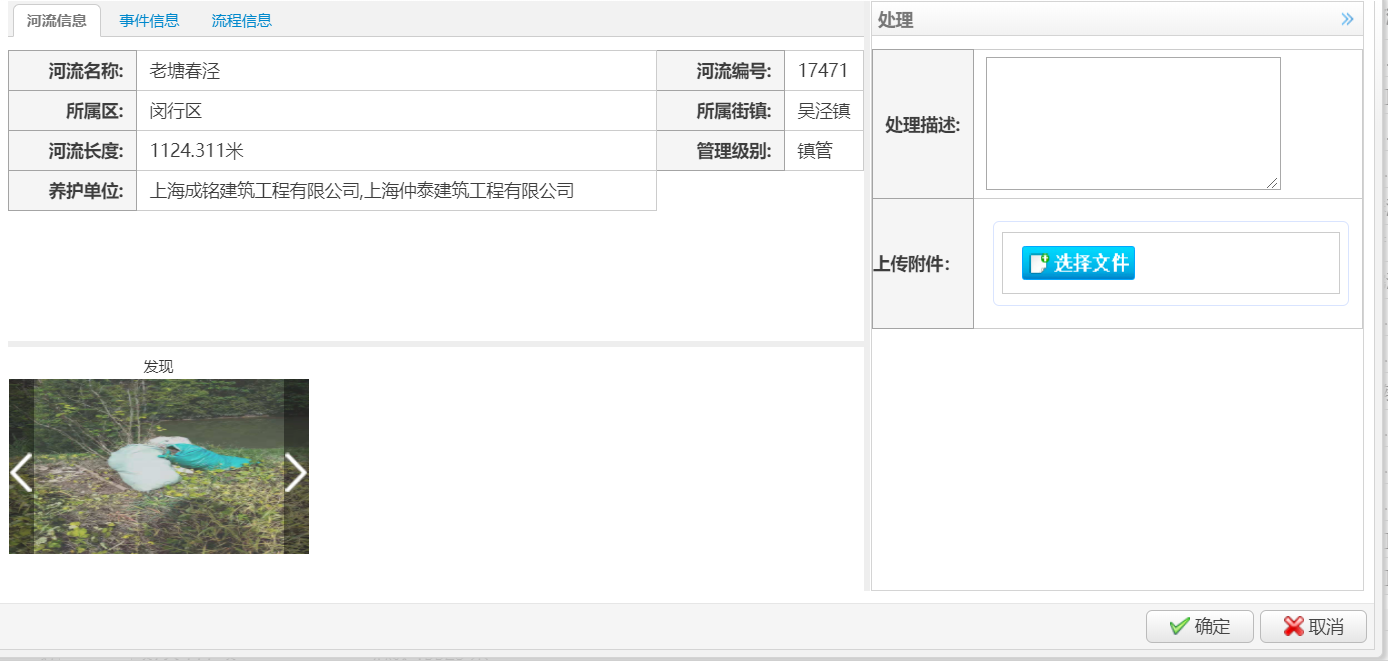 河流信息 事件信息 流程信息
处理
河流名称: 老塘春泾 河流编号: 17471
所属区: 闵行区 所属街镇: 吴泾镇
河流长度: 1124.311米 管理级别: 镇管
养护单位: 上海成铭建筑工程有限公司,上海仲泰建筑工程有限公司
处理描述:
上传附件: 选择文件
发现
确定 取消